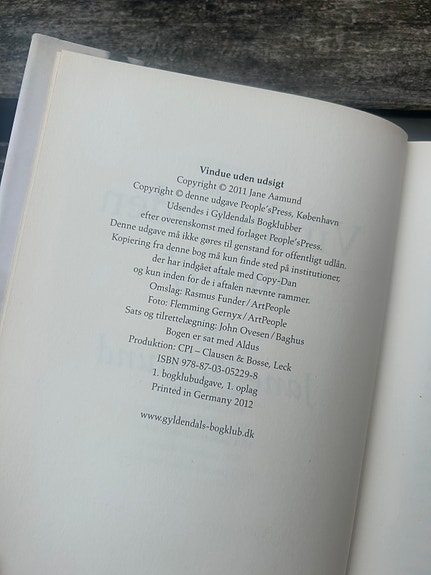 Vindue uden udsigt
Copyright © 2011 Jane Aamund
Copyright © denne udgave People'sPress, København
Udsendes i Gyldendals Bogklubber
efter overenskomst med forlaget People'sPress.
Denne udgave må ikke gøres til genstand for offentligt udlån.
Kopiering fra denne bog må kun finde sted på institutioner,
der har indgået aftale med Copy-Dan
og kun inden for de i aftalen nævnte rammer.
Omslag: Rasmus Funder/ArtPeople
Foto: Flemming Gernyx/ArtPeople
Sats og tilrettelægning: John Ovesen/Baghus
Bogen er sat med Aldus
Produktion: CPI – Clausen & Bosse, Leck
ISBN 978-87-03-05229-8
1. bogklubudgave, 1. oplag
Printed in Germany 2012
www.gyldendals-bogklub.dk